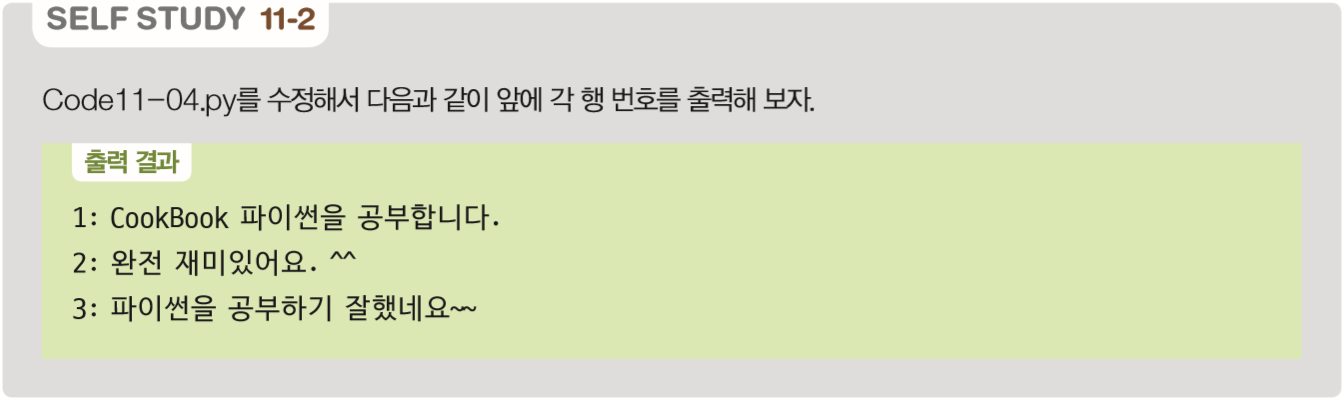 SELF STUDY 11-2
Code11-04.py를 수정해서 다음과 같이 앞에 각 행 번호를 출력해 보자.
출력 결과
1: CookBook 파이썬을 공부합니다.
2: 완전 재미있어요. ^^
3: 파이썬을 공부하기 잘했네요~~